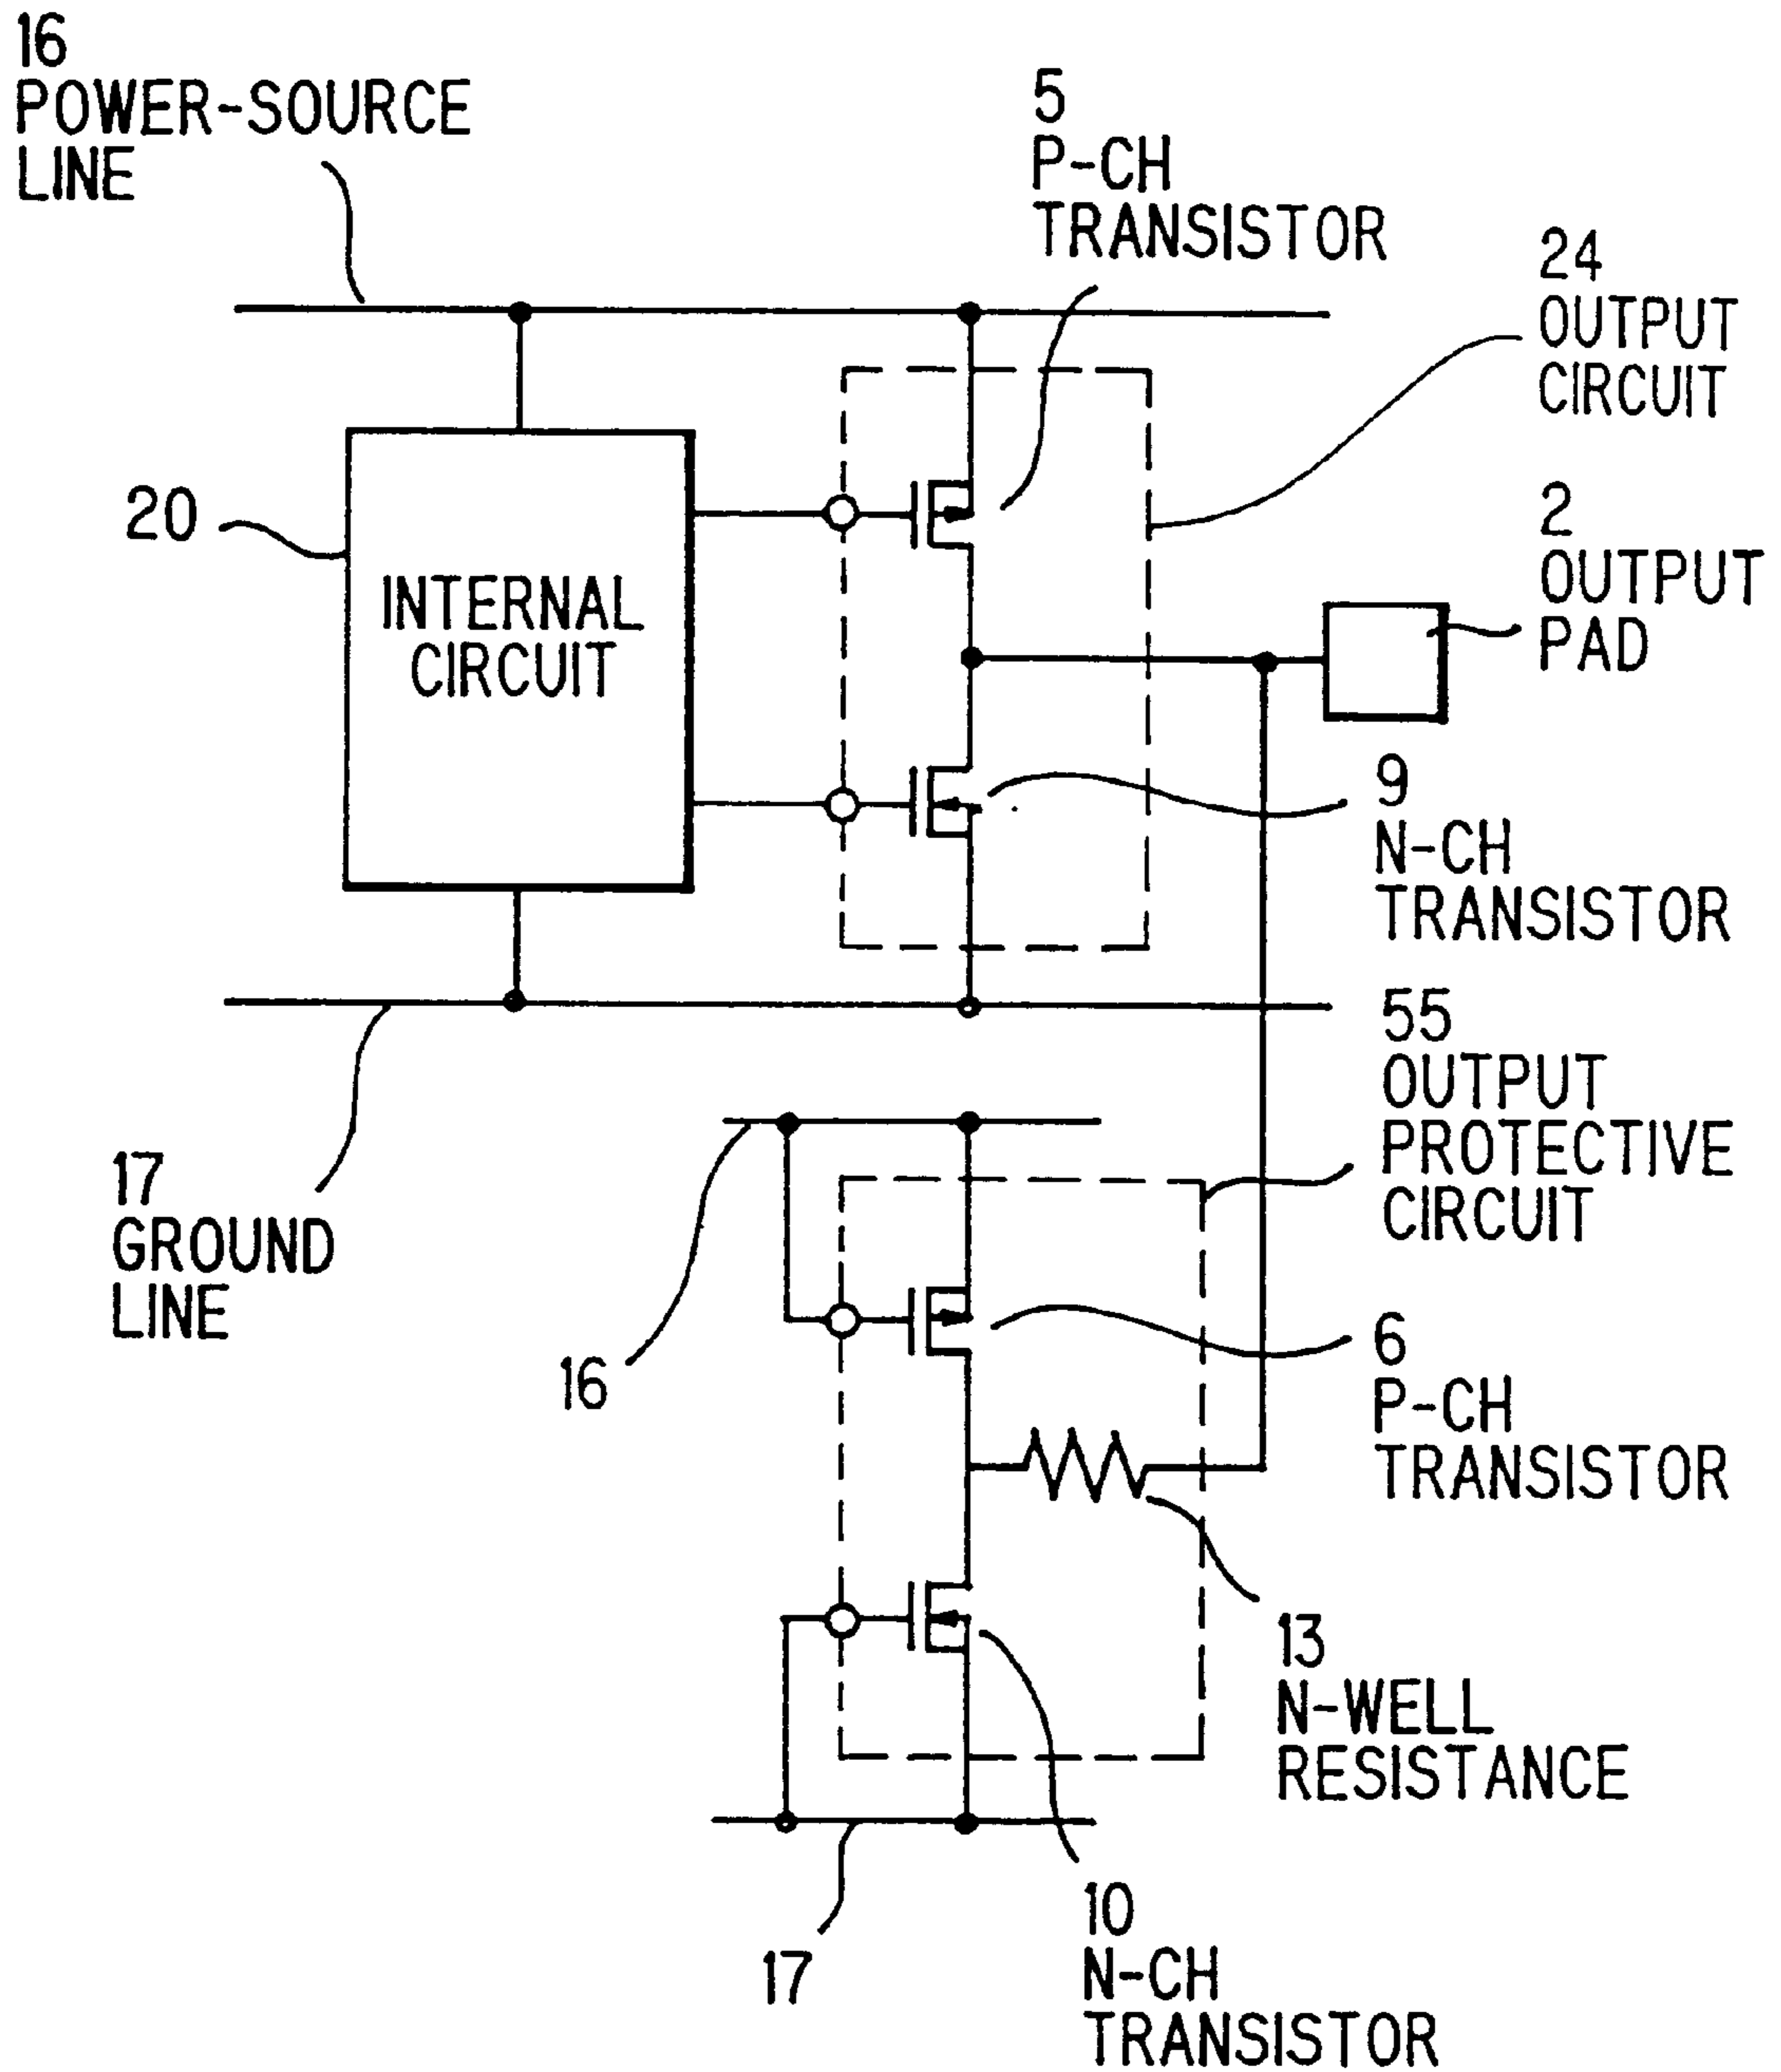 16
POWER-SOURCE
LINE
5
P-CH
TRANSISTOR
24
OUTPUT
CIRCUIT
20
INTERNAL
CIRCUIT
2
OUTPUT
PAD
9
N-CH
TRANSISTOR
17
GROUND
LINE
55
OUTPUT
PROTECTIVE
CIRCUIT
16
6
P-CH
TRANSISTOR
13
N-WELL
RESISTANCE
17
10
N-CH
TRANSISTOR